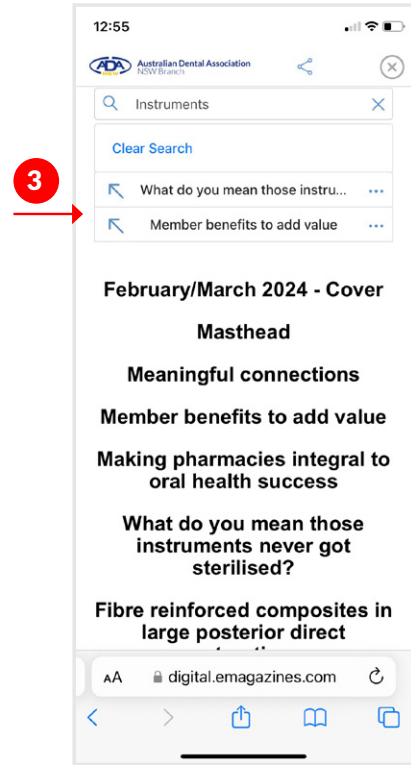 12:55
ADA
NSW
Australian Dental Association
NSW Branch
Instruments
Clear Search
3
What do you mean those instru...
Member benefits to add value
February/March 2024 - Cover
Masthead
Meaningful connections
Member benefits to add value
Making pharmacies integral to
oral health success
What do you mean those
instruments never got
sterilised?
Fibre reinforced composites in
large posterior direct
AA
digital.emagazines.com